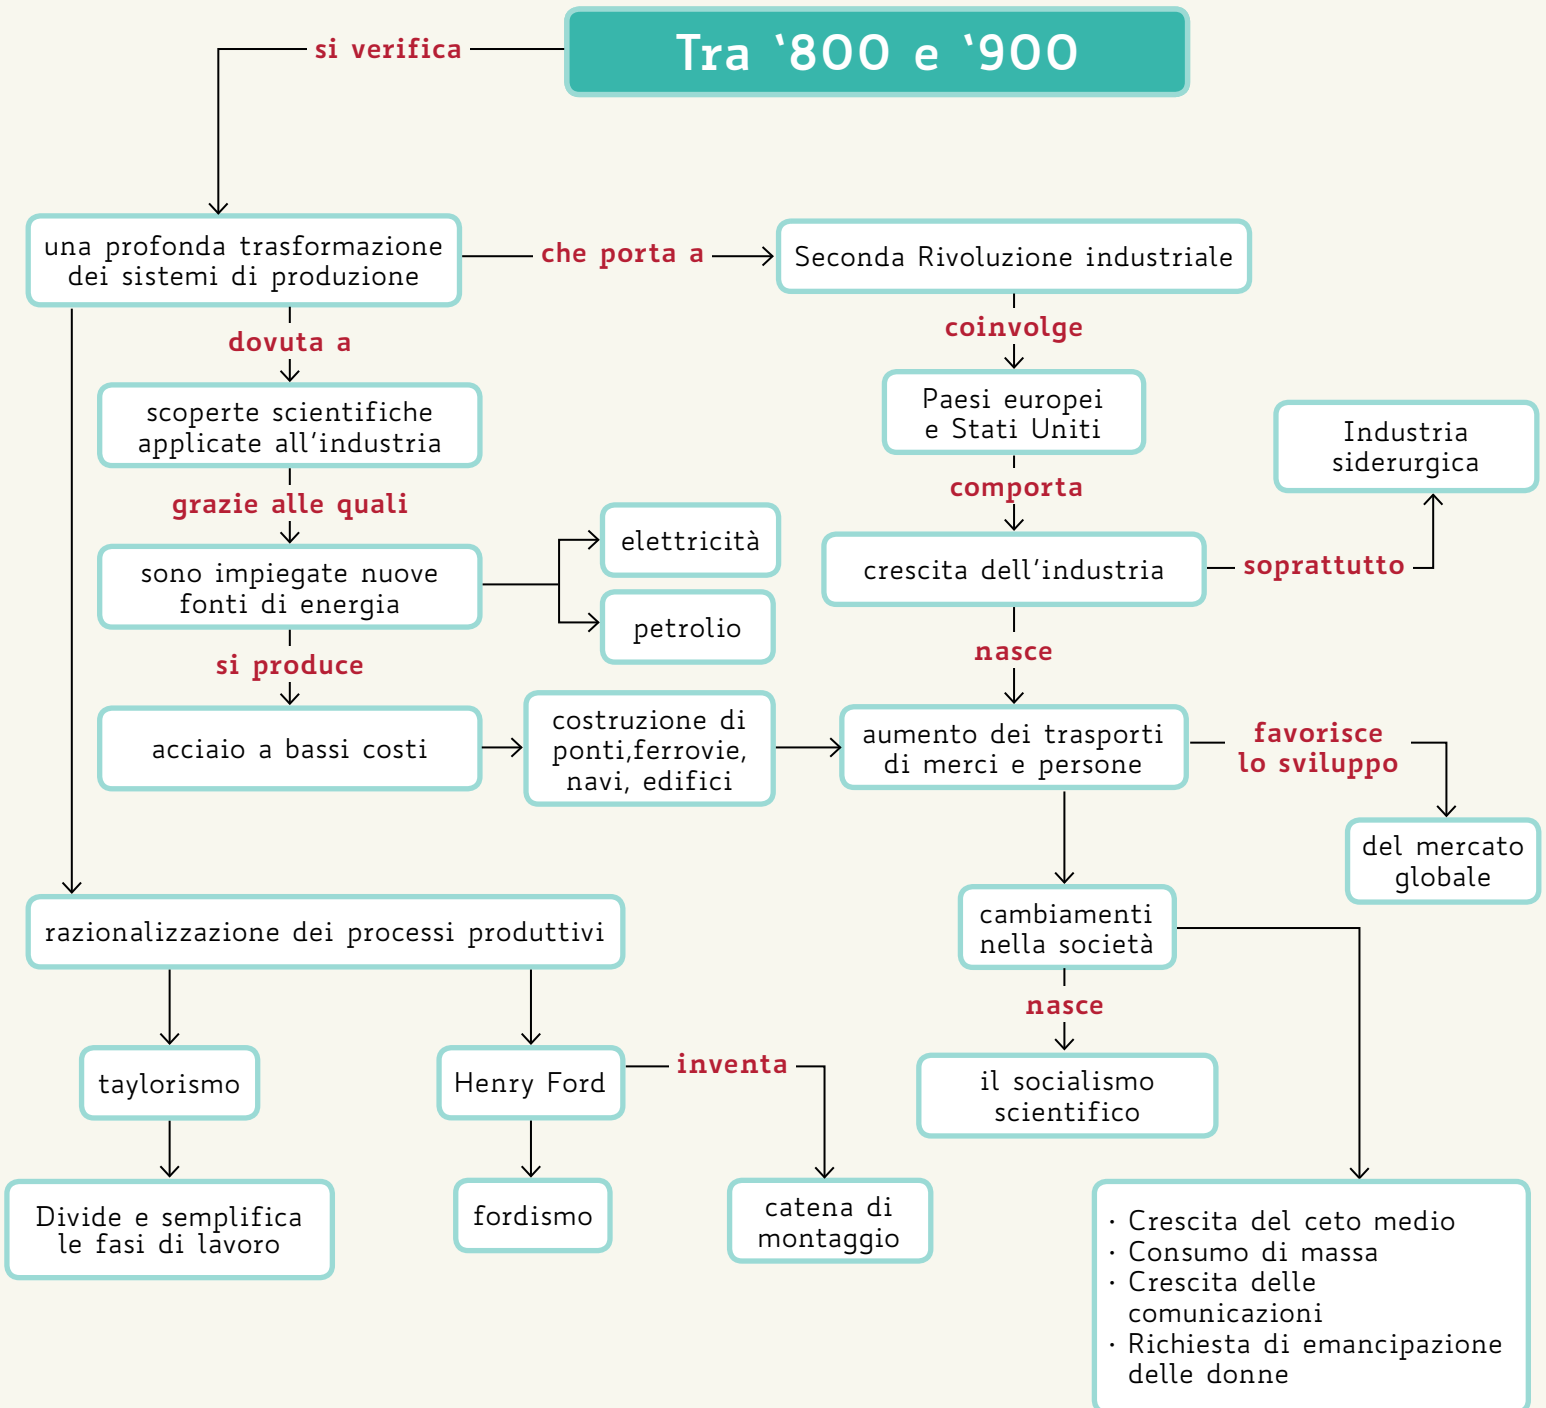 Tra ‘800 e ‘900
si verifica
una profonda trasformazione
dei sistemi di produzione
che porta a
Seconda Rivoluzione industriale
dovuta a
coinvolge
scoperte scientifiche
applicate all’industria
Paesi europei
e Stati Uniti
Industria
siderurgica
grazie alle quali
comporta
sono impiegate nuove
fonti di energia
elettricità
petrolio
crescita dell’industria
soprattutto
si produce
nasce
acciaio a bassi costi
costruzione di
ponti,ferrovie,
navi, edifici
aumento dei trasporti
di merci e persone
favorisce
lo sviluppo
del mercato
globale
razionalizzazione dei processi produttivi
cambiamenti
nella società
nasce
taylorismo
Henry Ford
inventa
il socialismo
scientifico
Divide e semplifica
le fasi di lavoro
fordismo
catena di
montaggio
· Crescita del ceto medio
· Consumo di massa
· Crescita delle
comunicazioni
· Richiesta di emancipazione
delle donne